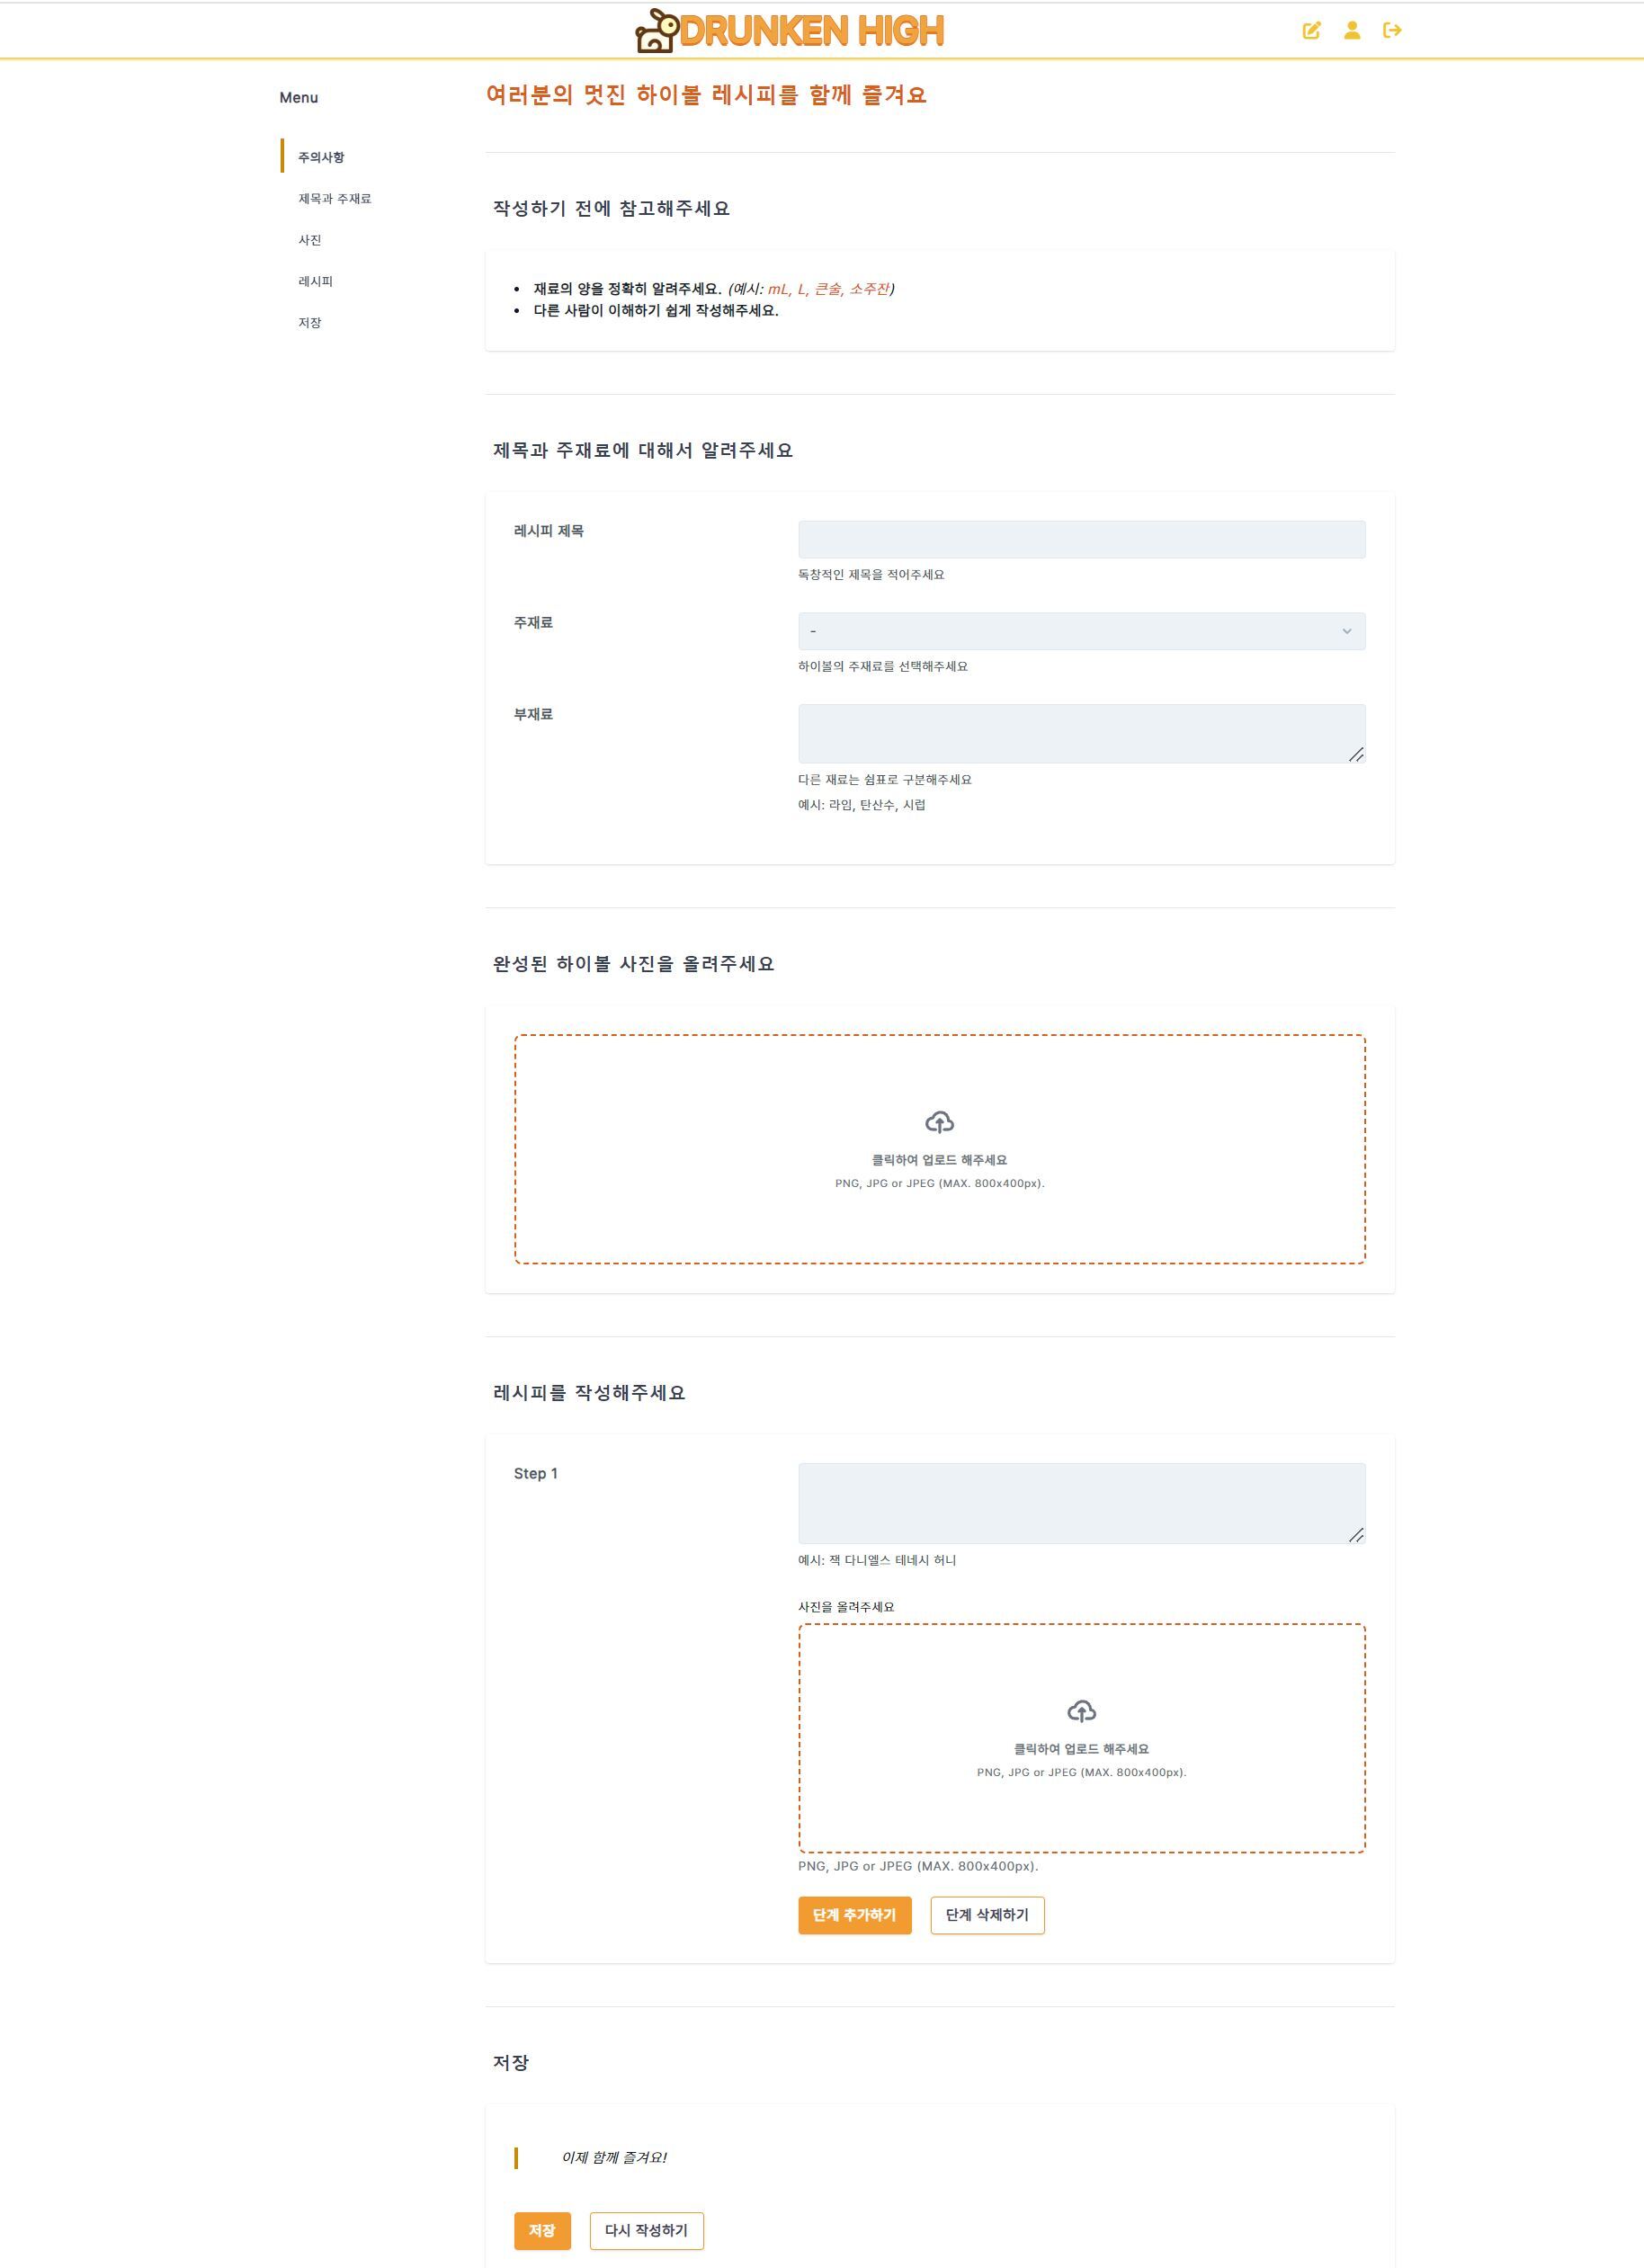 DRUNKEN HIGH
Menu
주의사항
제목과 주재료
사진
레시피
저장
여러분의 멋진 하이볼 레시피를 함께 즐겨요
작성하기 전에 참고해주세요
• 재료의 양을 정확히 알려주세요. (예시: mL, L, 큰술, 소주잔)
• 다른 사람이 이해하기 쉽게 작성해주세요.
제목과 주재료에 대해서 알려주세요
레시피 제목
독창적인 제목을 적어주세요
주재료
-
하이볼의 주재료를 선택해주세요
부재료
다른 재료는 쉼표로 구분해주세요
예시: 라임, 탄산수, 시럽
완성된 하이볼 사진을 올려주세요
클릭하여 업로드 해주세요
PNG, JPG or JPEG (MAX. 800x400px).
레시피를 작성해주세요
Step 1
예시: 잭 다니엘스 테네시 허니
사진을 올려주세요
클릭하여 업로드 해주세요
PNG, JPG or JPEG (MAX. 800x400px).
PNG, JPG or JPEG (MAX. 800x400px).
단계 추가하기 단계 삭제하기
저장
이제 함께 즐겨요!
저장 다시 작성하기